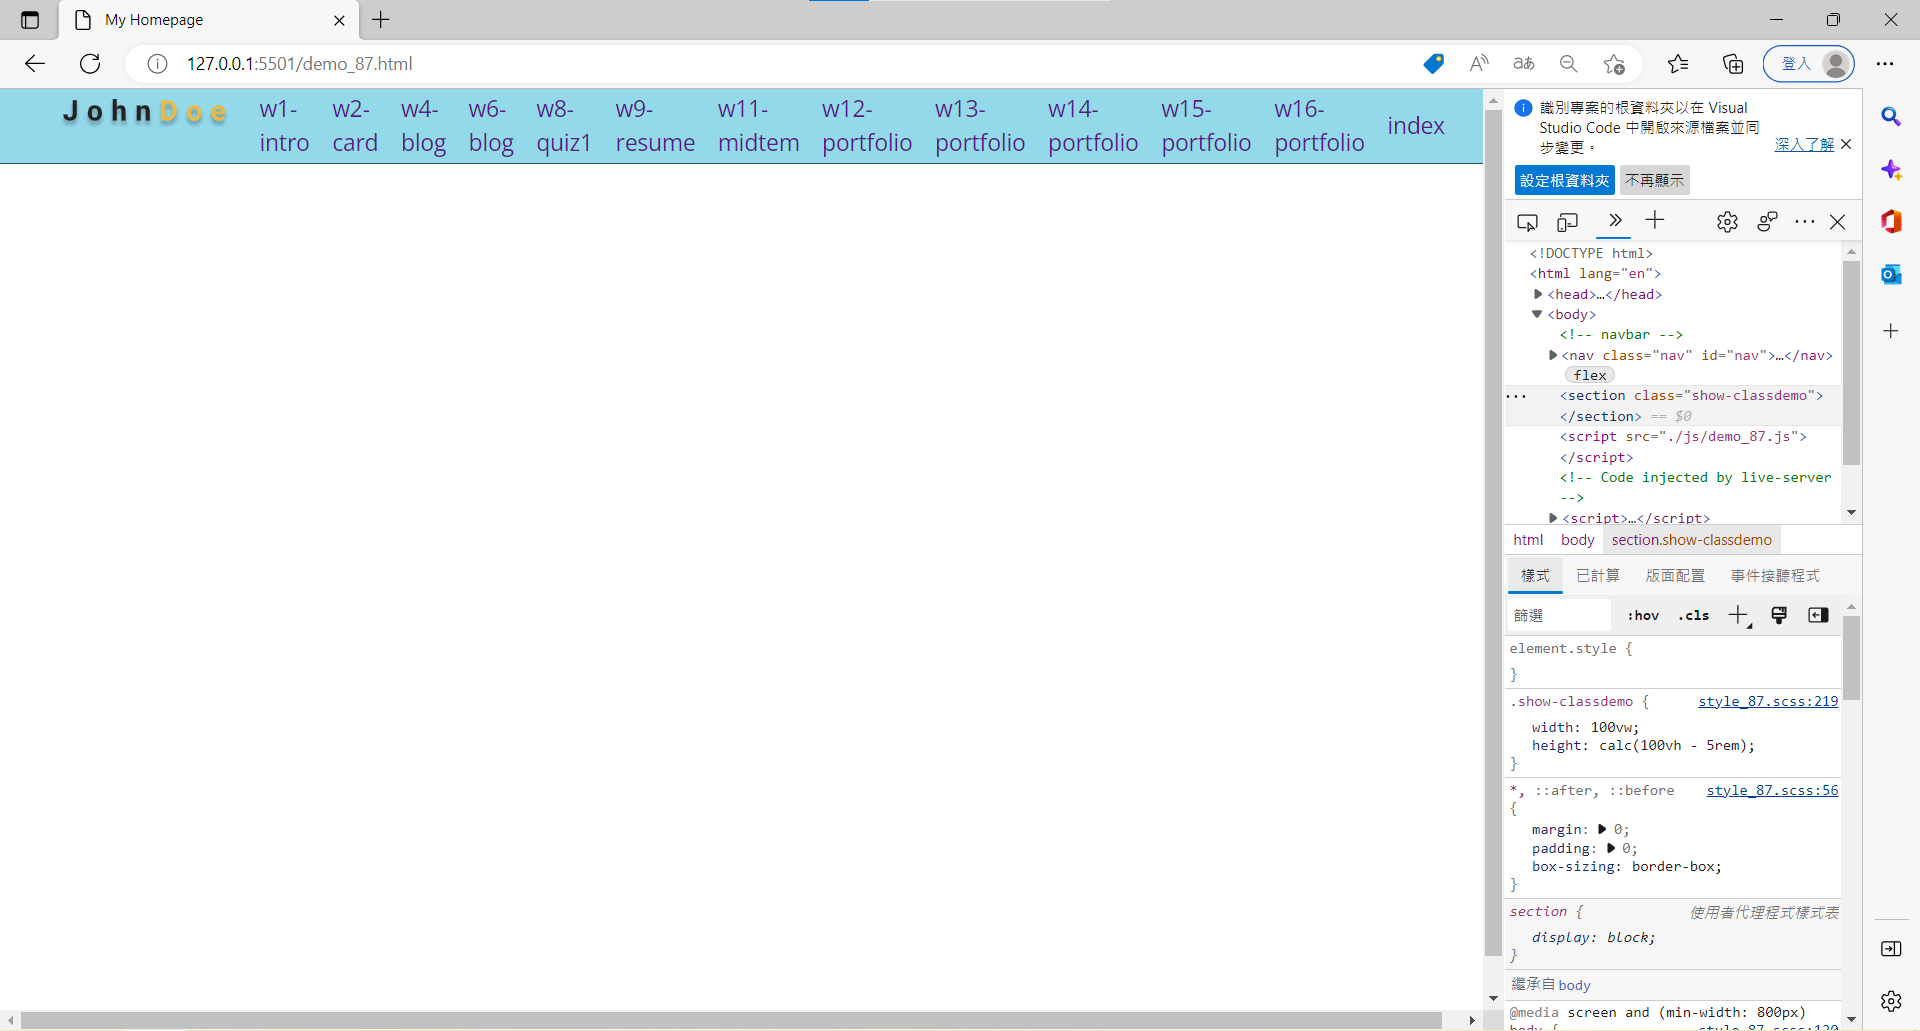 My Homepage
127.0.0.1:5501/demo_87.html
登入
JohnDoe
w1-
intro
w2-
card
w4-
blog
w6-
blog
w8-
quiz1
w9-
resume
w11-
midtem
w12-
portfolio
w13-
portfolio
w14-
portfolio
w15-
portfolio
w16-
portfolio
index
識別專案的根資料夾以在 Visual
Studio Code 中開啟來源檔案並同
步變更。
深入了解
設定根資料夾
不再顯示
<!DOCTYPE html>
<html lang="en">
<head>…</head>
<body>
<!-- navbar -->
<nav class="nav" id="nav">…</nav>
flex
<section class="show-classdemo">
</section> == $0
<script src="./js/demo_87.js">
</script>
<!-- Code injected by live-server
-->
<script>…</script>
html body section.show-classdemo
樣式 已計算 版面配置 事件接聽程式
篩選 :hov .cls
element.style {
}
.show-classdemo { style_87.scss:219
width: 100vw;
height: calc(100vh - 5rem);
}
*, ::after, ::before style_87.scss:56
{
margin: 0;
padding: 0;
box-sizing: border-box;
}
section { 使用者代理程式樣式表
display: block;
}
繼承自 body
@media screen and (min-width: 800px)
body { style_87.scss:120